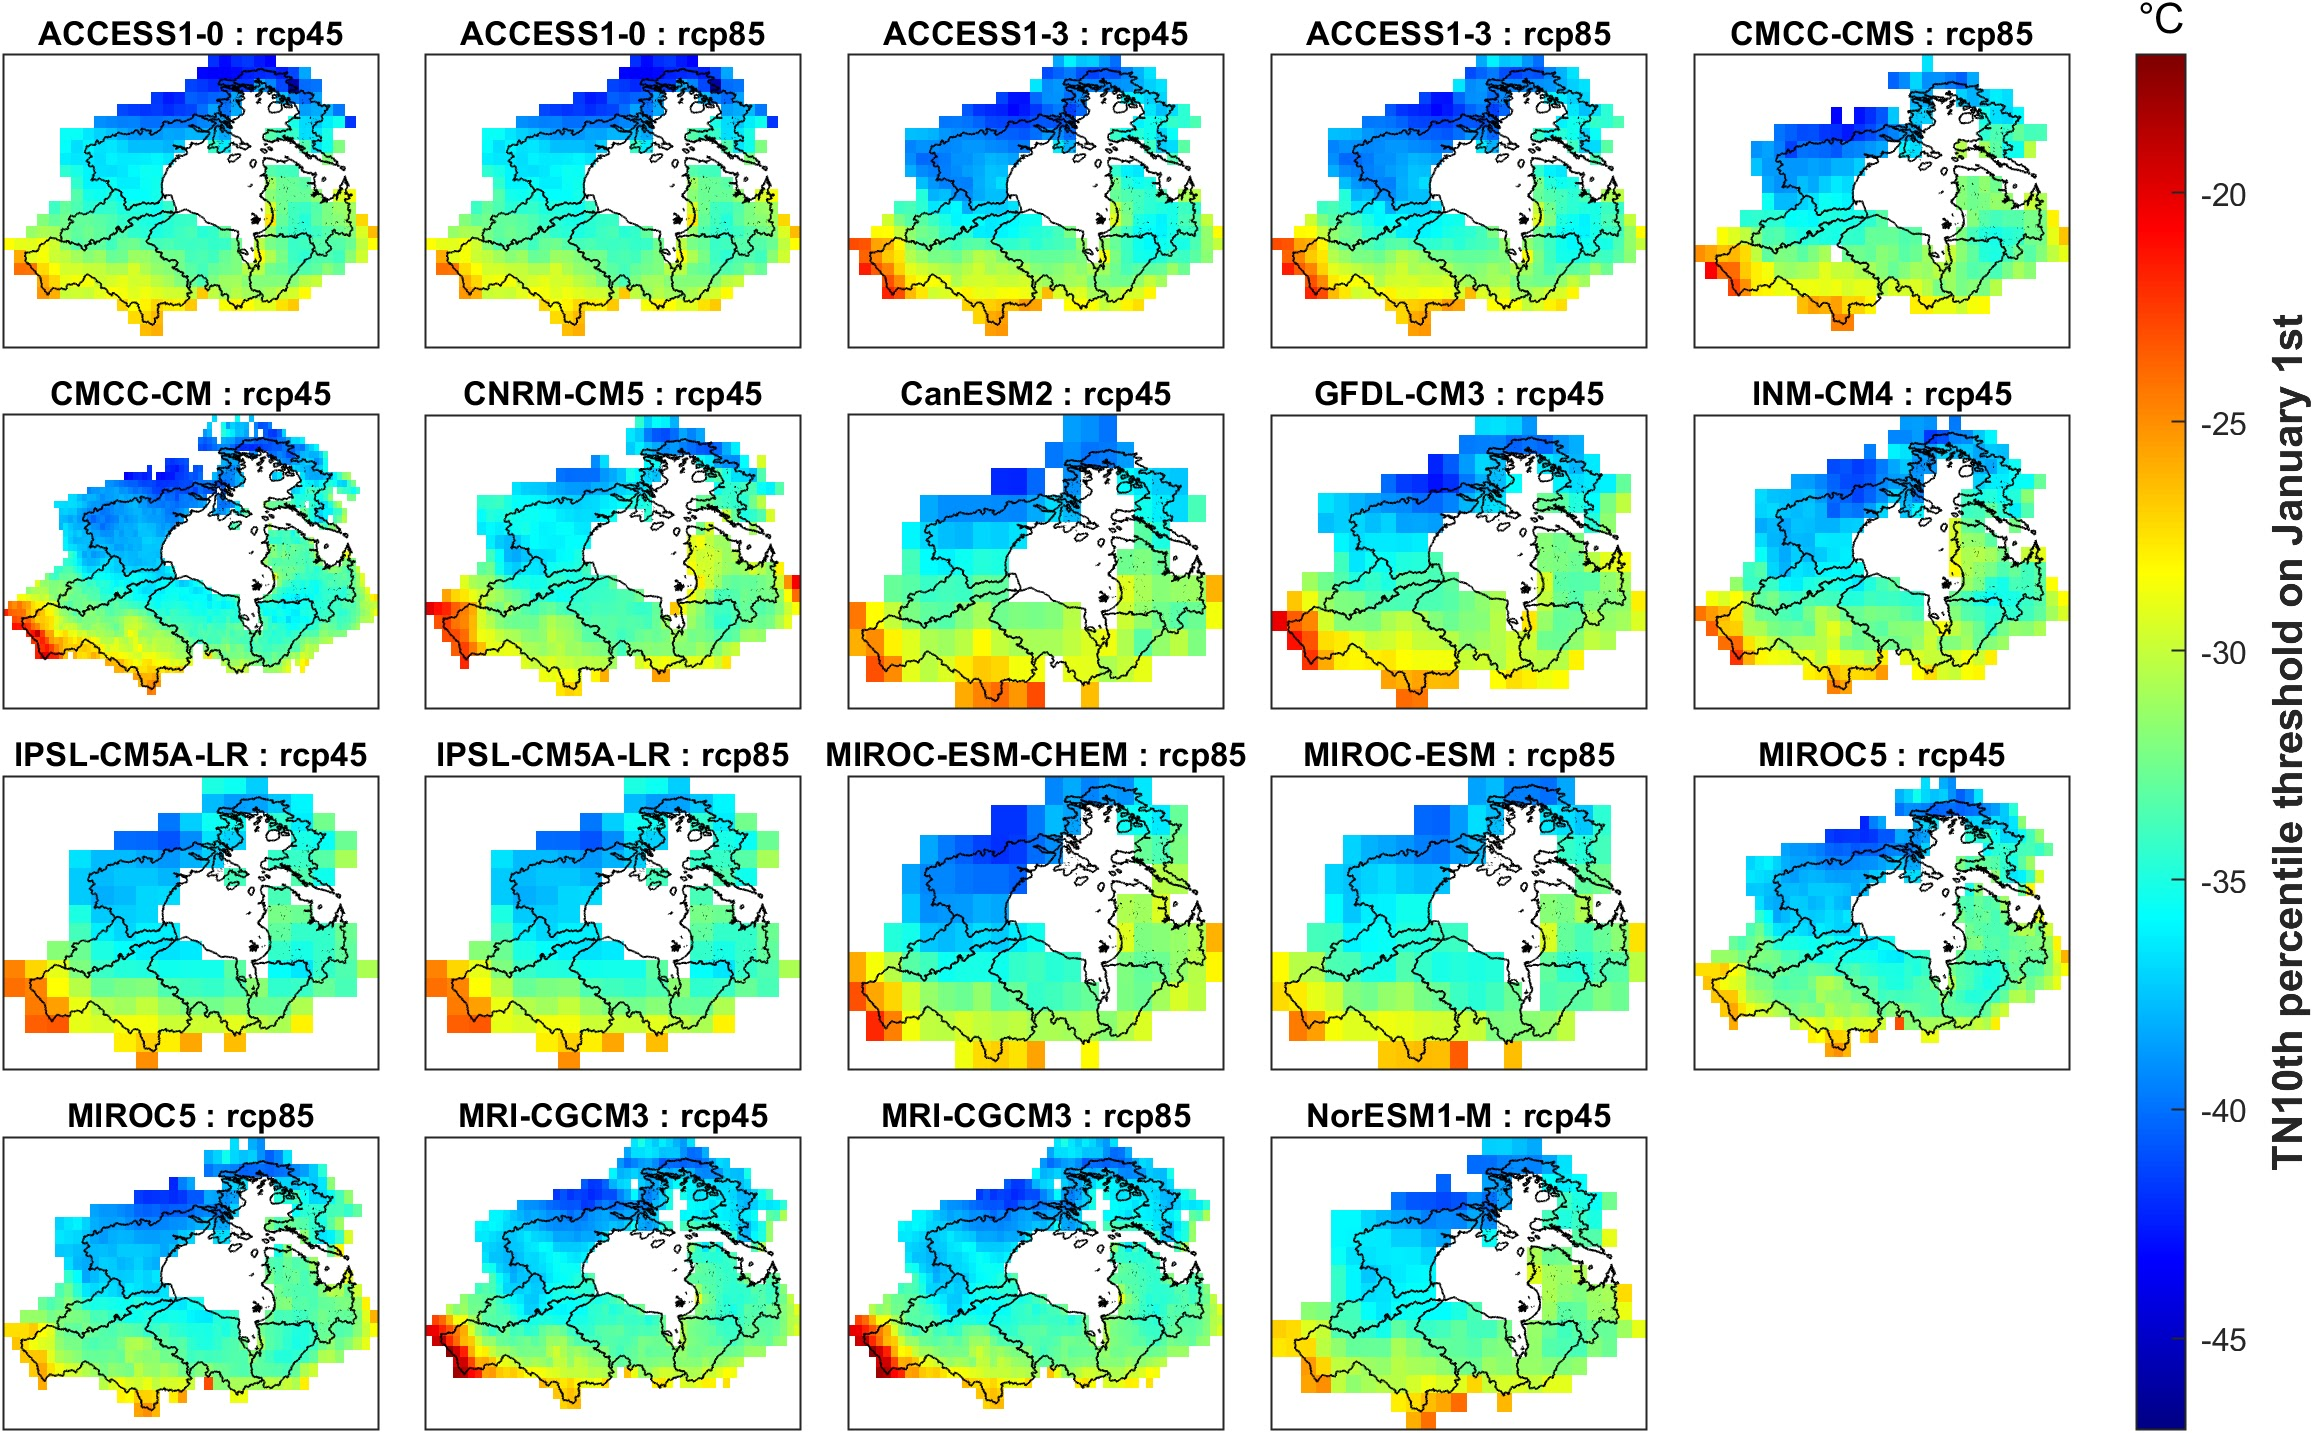 °C
ACCESS1-0 : rcp45
ACCESS1-0 : rcp85
ACCESS1-3 : rcp45
ACCESS1-3 : rcp85
CMCC-CMS : rcp85
CMCC-CM : rcp45
CNRM-CM5 : rcp45
CanESM2 : rcp45
GFDL-CM3 : rcp45
INM-CM4 : rcp45
IPSL-CM5A-LR : rcp45
IPSL-CM5A-LR : rcp85
MIROC-ESM-CHEM : rcp85
MIROC-ESM : rcp85
MIROC5 : rcp45
MIROC5 : rcp85
MRI-CGCM3 : rcp45
MRI-CGCM3 : rcp85
NorESM1-M : rcp45
-20
-25
-30
-35
-40
-45
TN10th percentile threshold on January 1st